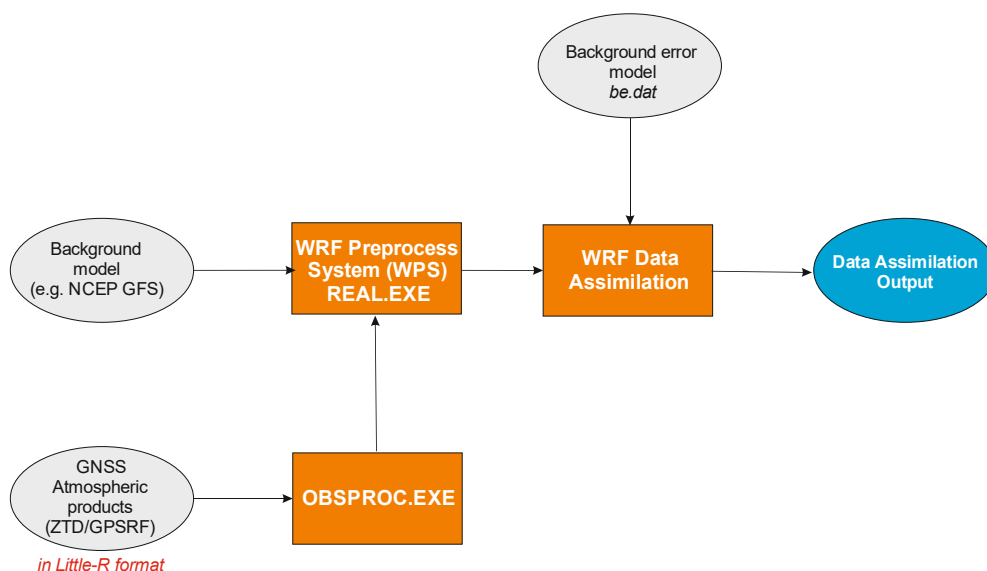 Background error
model
be.dat
Background
model
(e.g. NCEP GFS)
WRF Preprocess
System (WPS)
REAL.EXE
WRF Data
Assimilation
Data Assimilation
Output
GNSS
Atmospheric
products
(ZTD/GPSRF)
in Little-R format
OBSPROC.EXE